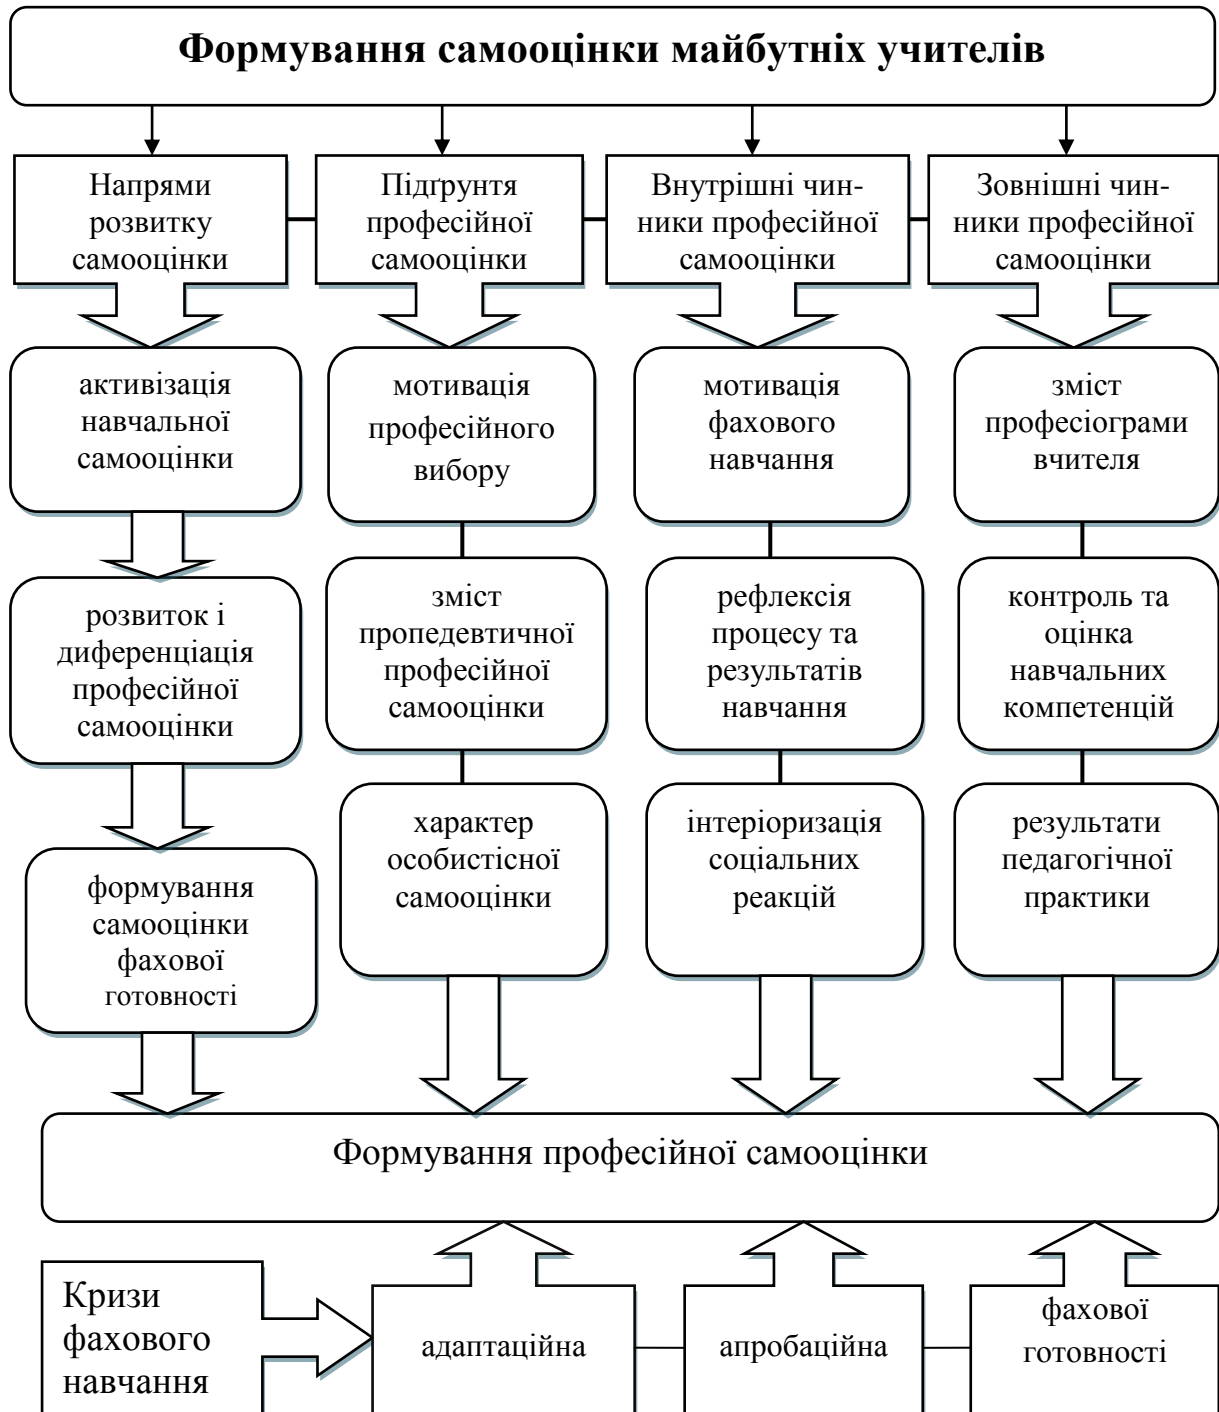 Формування самооцінки майбутніх учителів
Напрями
розвитку
самооцінки
Підґрунтя
професійної
самооцінки
Внутрішні чин-
ники професійної
самооцінки
Зовнішні чин-
ники професійної
самооцінки
активізація
навчальної
самооцінки
мотивація
професійного
вибору
мотивація
фахового
навчання
зміст
професіограми
вчителя
розвиток і
диференціація
професійної
самооцінки
зміст
пропедевтичної
професійної
самооцінки
рефлексія
процесу та
результатів
навчання
контроль та
оцінка
навчальних
компетенцій
формування
самооцінки
фахової
готовності
характер
особистісної
самооцінки
інтеріоризація
соціальних
реакцій
результати
педагогічної
практики
Формування професійної самооцінки
Кризи
фахового
навчання
адаптаційна
апробаційна
фахової
готовності